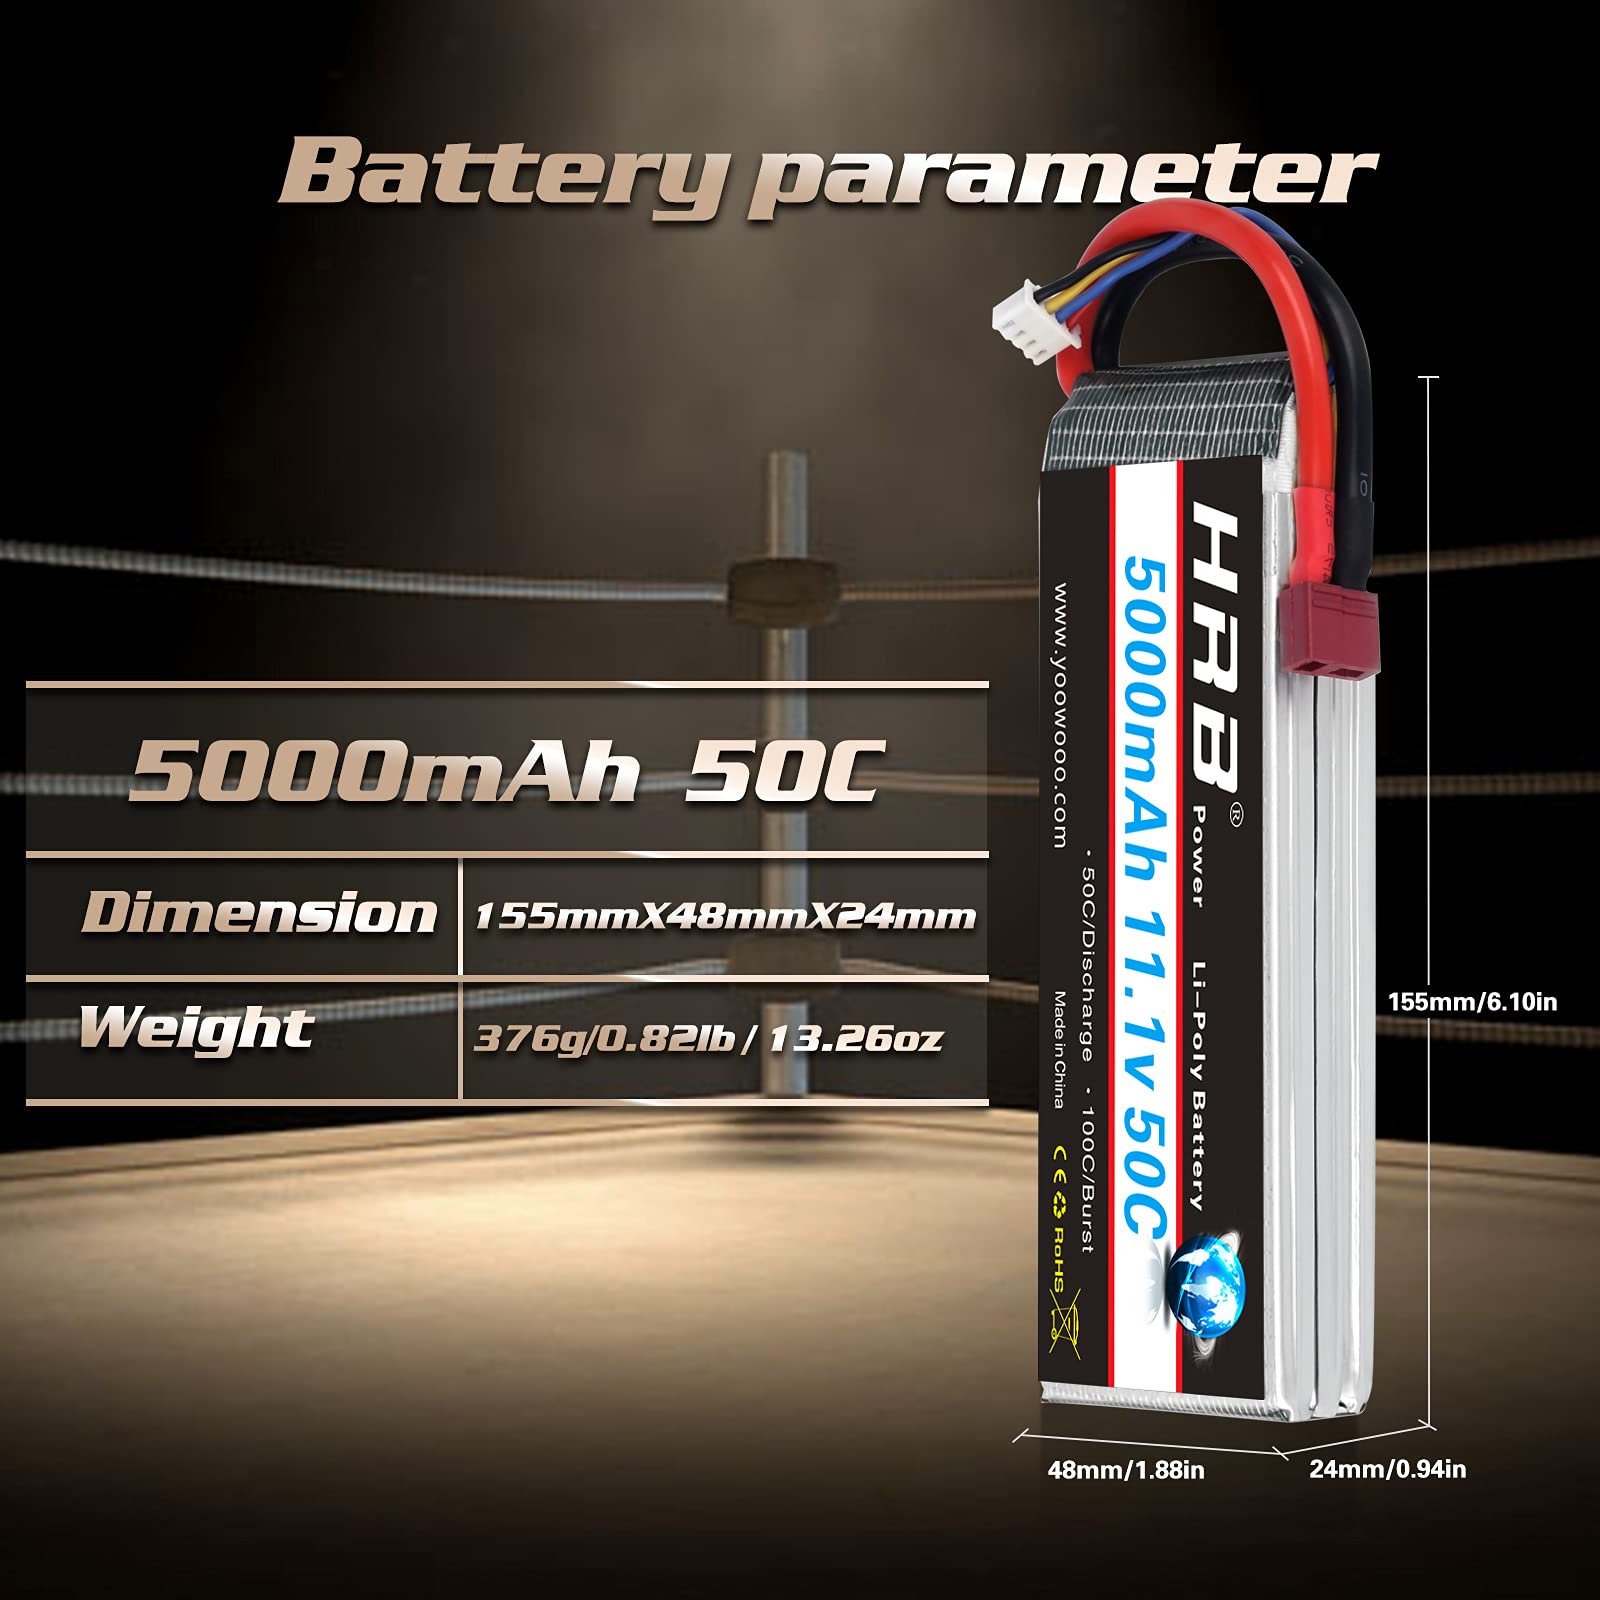 Battery parameter
5000mAh 50C
Dimension
155mmX48mmX24mm
Weight
376g/0.82lb / 13.26oz
HRB® Power Li-Poly Battery
5000mAh 11.1v 50C
• 50C/Discharge • 100C/Burst
www.yoowooo.com Made in China CE RoHS
155mm/6.10in
48mm/1.88in
24mm/0.94in